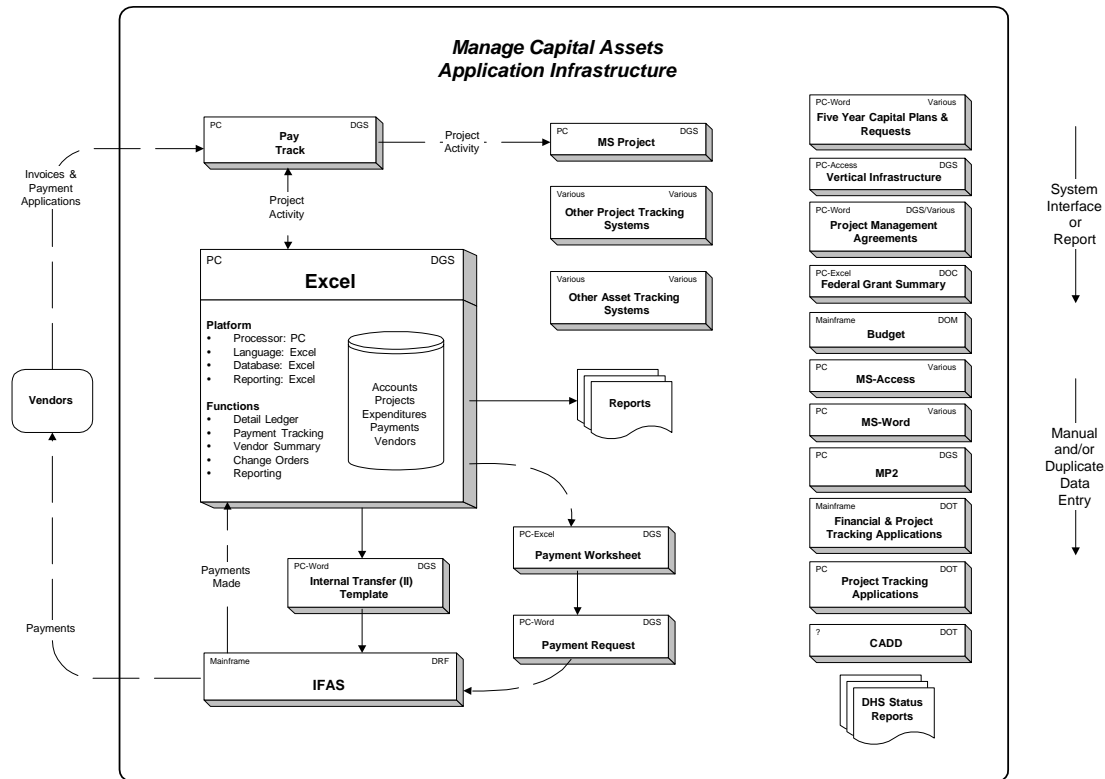 Manage Capital Assets
Application Infrastructure
PC DGS
Pay
Track
Project
Activity
PC DGS
MS Project
Invoices &
Payment
Applications
Project
Activity
Various Various
Other Project Tracking
Systems
PC DGS
Excel
Various Various
Other Asset Tracking
Systems
Platform
• Processor: PC
• Language: Excel
• Database: Excel
• Reporting: Excel
Functions
• Detail Ledger
• Payment Tracking
• Vendor Summary
• Change Orders
• Reporting
Accounts
Projects
Expenditures
Payments
Vendors
Reports
Vendors
PC-Excel DGS
Payment Worksheet
Payments
Made
PC-Word DGS
Internal Transfer (II)
Template
Payments
PC-Word DGS
Payment Request
Mainframe DRF
IFAS
PC-Word Various
Five Year Capital Plans &
Requests
PC-Access DGS
Vertical Infrastructure
PC-Word DGS/Various
Project Management
Agreements
PC-Excel DOC
Federal Grant Summary
Mainframe DOM
Budget
PC Various
MS-Access
PC Various
MS-Word
PC DGS
MP2
Mainframe DOT
Financial & Project
Tracking Applications
PC DOT
Project Tracking
Applications
? DOT
CADD
DHS Status
Reports
System
Interface
or
Report
Manual
and/or
Duplicate
Data
Entry